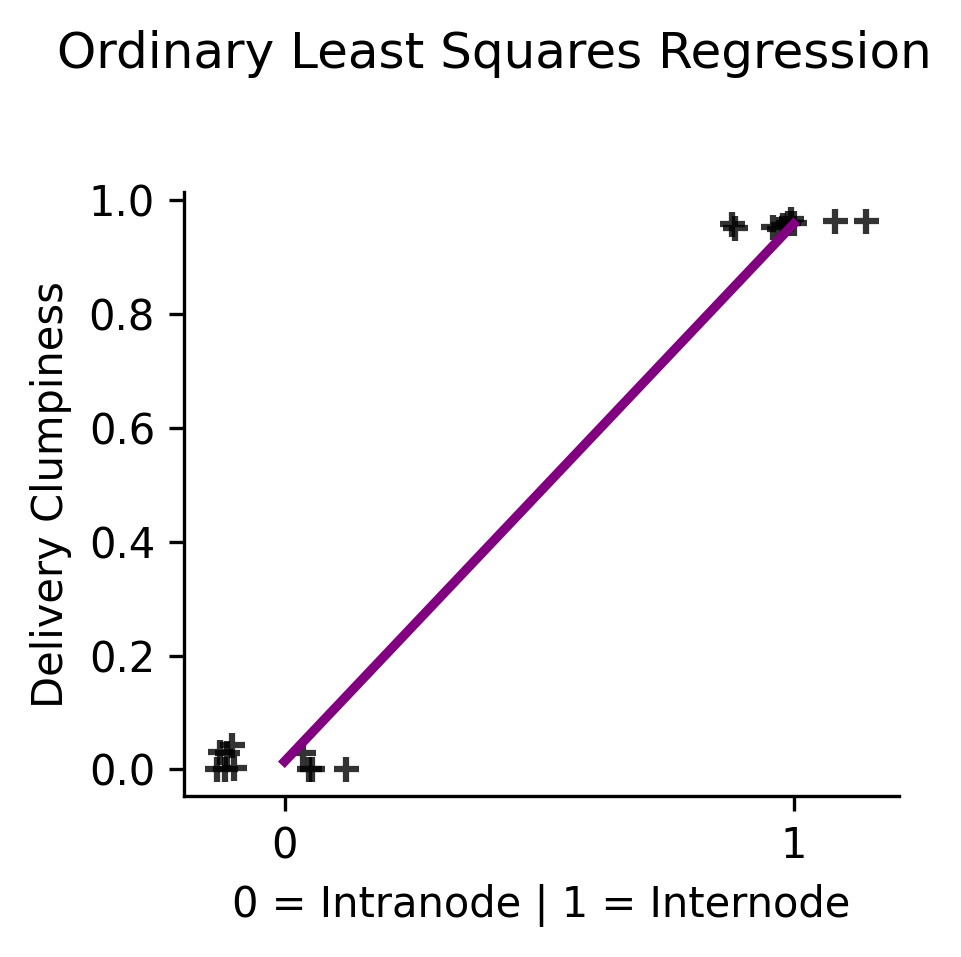 Ordinary Least Squares Regression
Delivery Clumpiness
1.0
0.8
0.6
0.4
0.2
0.0
0
1
0 = Intranode | 1 = Internode